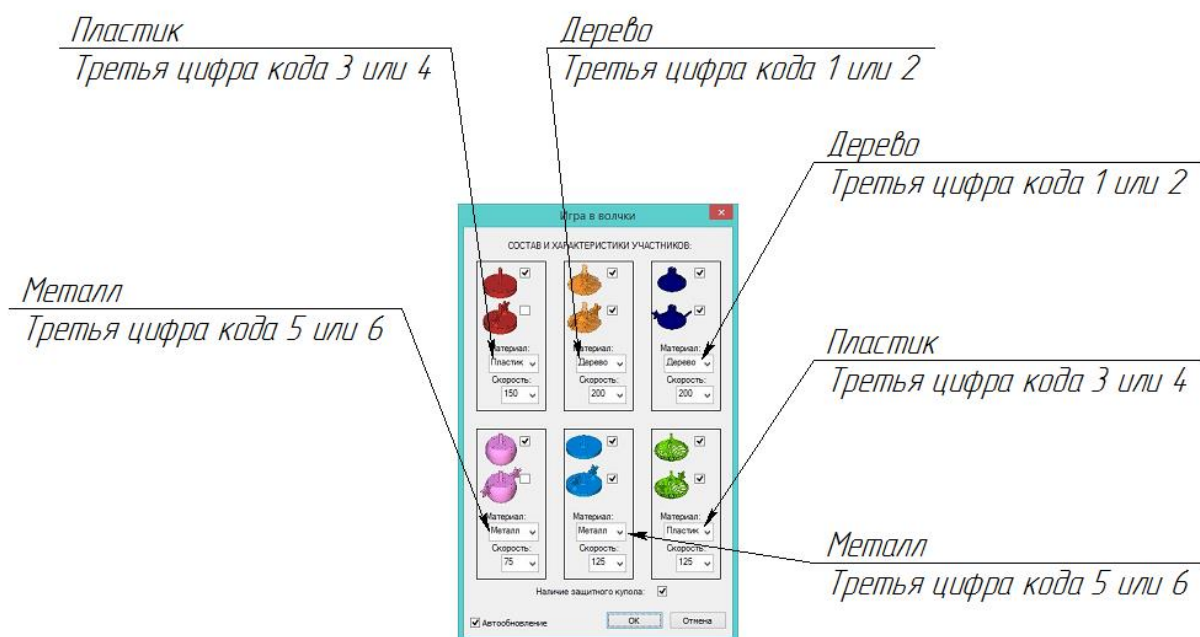 Пластик
Третья цифра кода 3 или 4
Дерево
Третья цифра кода 1 или 2
Дерево
Третья цифра кода 1 или 2
Металл
Третья цифра кода 5 или 6
Пластик
Третья цифра кода 3 или 4
Металл
Третья цифра кода 5 или 6
Игра в волчки
СОСТАВ И ХАРАКТЕРИСТИКИ УЧАСТНИКОВ:
Материал:
Пластик
Скорость:
150
Материал:
Дерево
Скорость:
200
Материал:
Дерево
Скорость:
200
Материал:
Металл
Скорость:
75
Материал:
Металл
Скорость:
125
Материал:
Пластик
Скорость:
125
Наличие защитного купола:
Автообновление
OK
Отмена